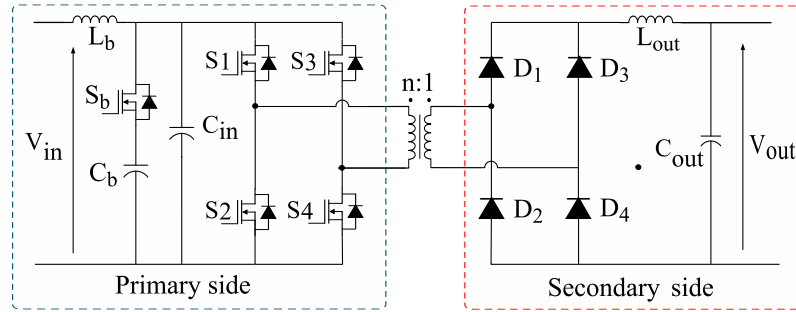 L_b
S1
S3
n:1
L_out
D_1
D_3
S_b
C_in
V_in
C_b
C_out
V_out
S2
S4
D_2
D_4
Primary side
Secondary side